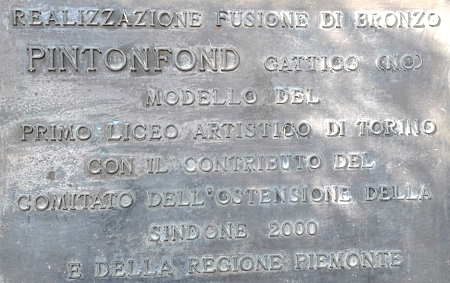 REALIZZAZIONE FUSIONE DI BRONZO
PINTONFOND GATTICO (NO)
MODELLO DEL
PRIMO LICEO ARTISTICO DI TORINO
CON IL CONTRIBUTO DEL
COMITATO DELL'OSTENSIONE DELLA
SINDONE 2000
E DELLA REGIONE PIEMONTE